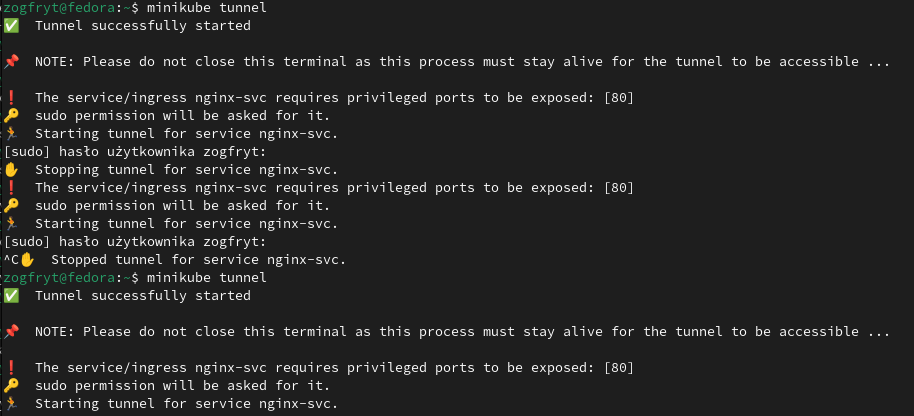 zogfryt@fedora:~$ minikube tunnel
✅  Tunnel successfully started

📌  NOTE: Please do not close this terminal as this process must stay alive for the tunnel to be accessible ...

❗  The service/ingress nginx-svc requires privileged ports to be exposed: [80]
🔑  sudo permission will be asked for it.
🏃  Starting tunnel for service nginx-svc.
[sudo] hasło użytkownika zogfryt:
✋  Stopping tunnel for service nginx-svc.
❗  The service/ingress nginx-svc requires privileged ports to be exposed: [80]
🔑  sudo permission will be asked for it.
🏃  Starting tunnel for service nginx-svc.
[sudo] hasło użytkownika zogfryt:
^C✋  Stopped tunnel for service nginx-svc.
zogfryt@fedora:~$ minikube tunnel
✅  Tunnel successfully started

📌  NOTE: Please do not close this terminal as this process must stay alive for the tunnel to be accessible ...

❗  The service/ingress nginx-svc requires privileged ports to be exposed: [80]
🔑  sudo permission will be asked for it.
🏃  Starting tunnel for service nginx-svc.